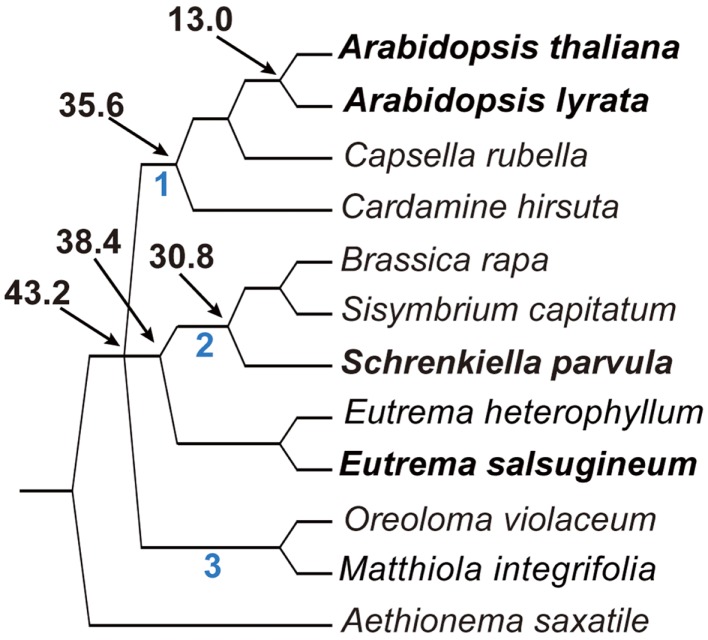 13.0
Arabidopsis thaliana
35.6
Arabidopsis lyrata
Capsella rubella
1
Cardamine hirsuta
38.4
30.8
Brassica rapa
43.2
Sisymbrium capitatum
2
Schrenkiella parvula
Eutrema heterophyllum
Eutrema salsugineum
Oreoloma violaceum
3
Matthiola integrifolia
Aethionema saxatile